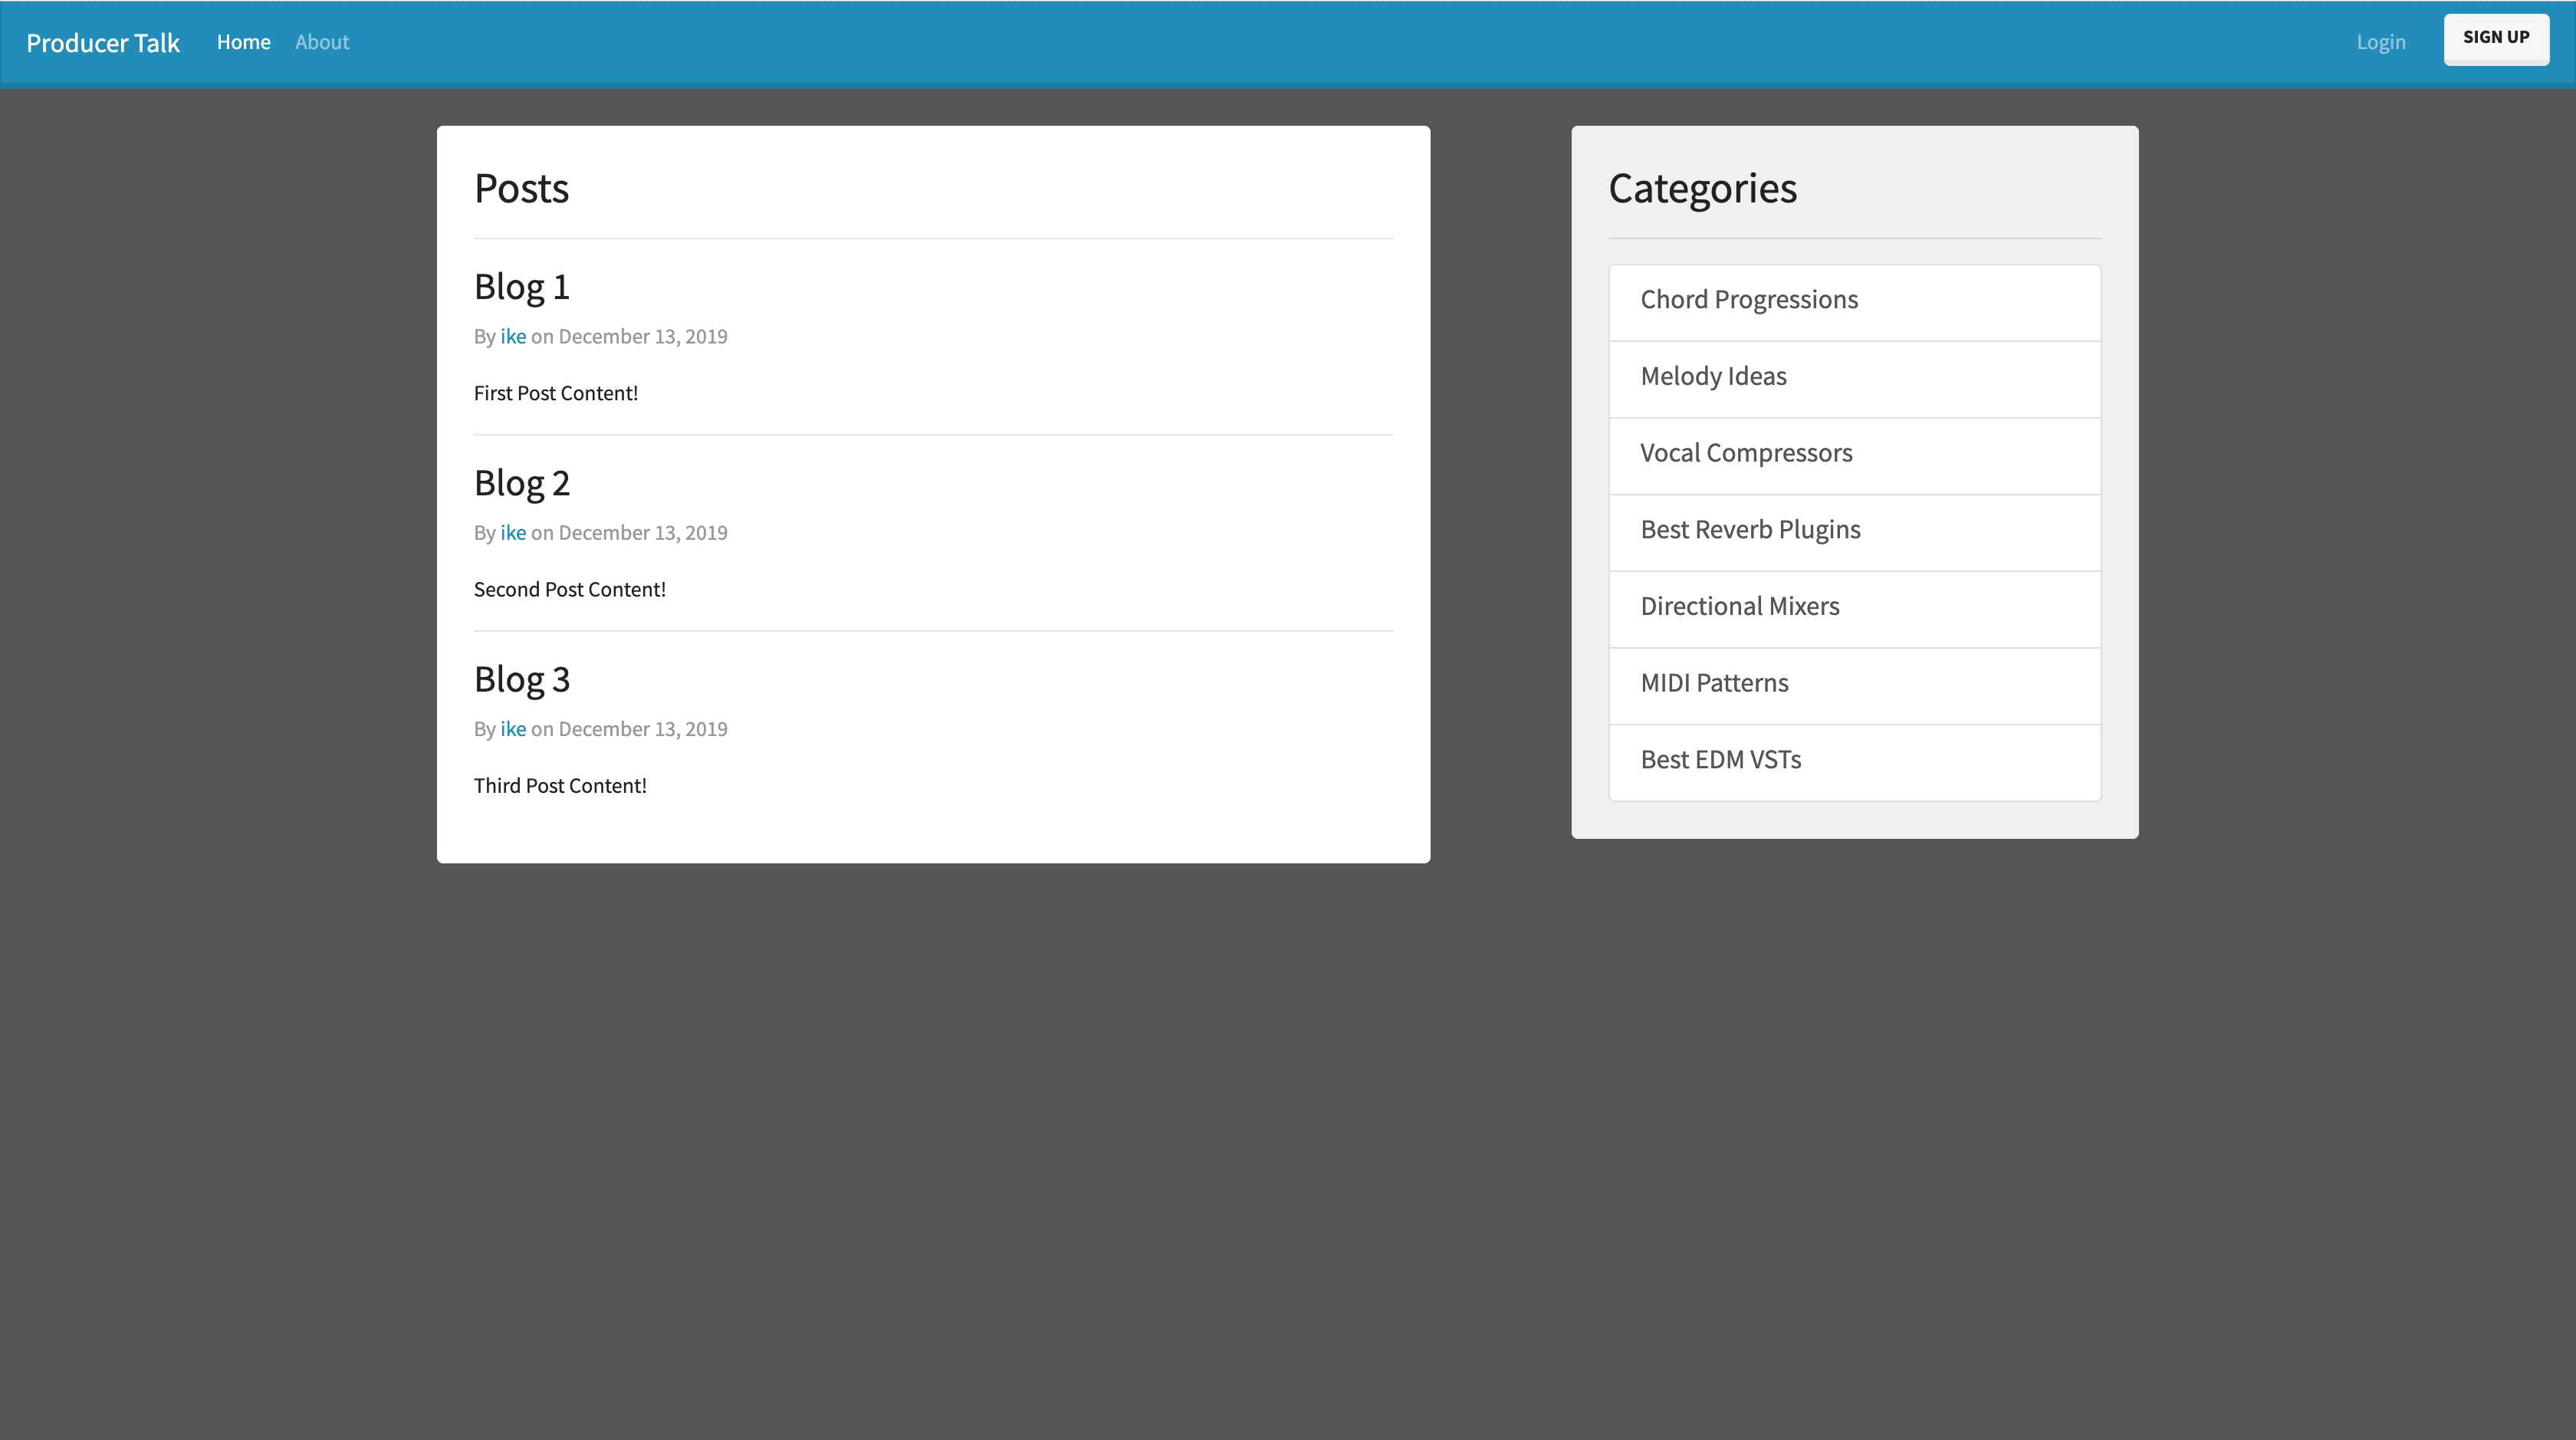 Producer Talk Home About Login SIGN UP
Posts
Blog 1
By ike on December 13, 2019
First Post Content!
Blog 2
By ike on December 13, 2019
Second Post Content!
Blog 3
By ike on December 13, 2019
Third Post Content!
Categories
Chord Progressions
Melody Ideas
Vocal Compressors
Best Reverb Plugins
Directional Mixers
MIDI Patterns
Best EDM VSTs